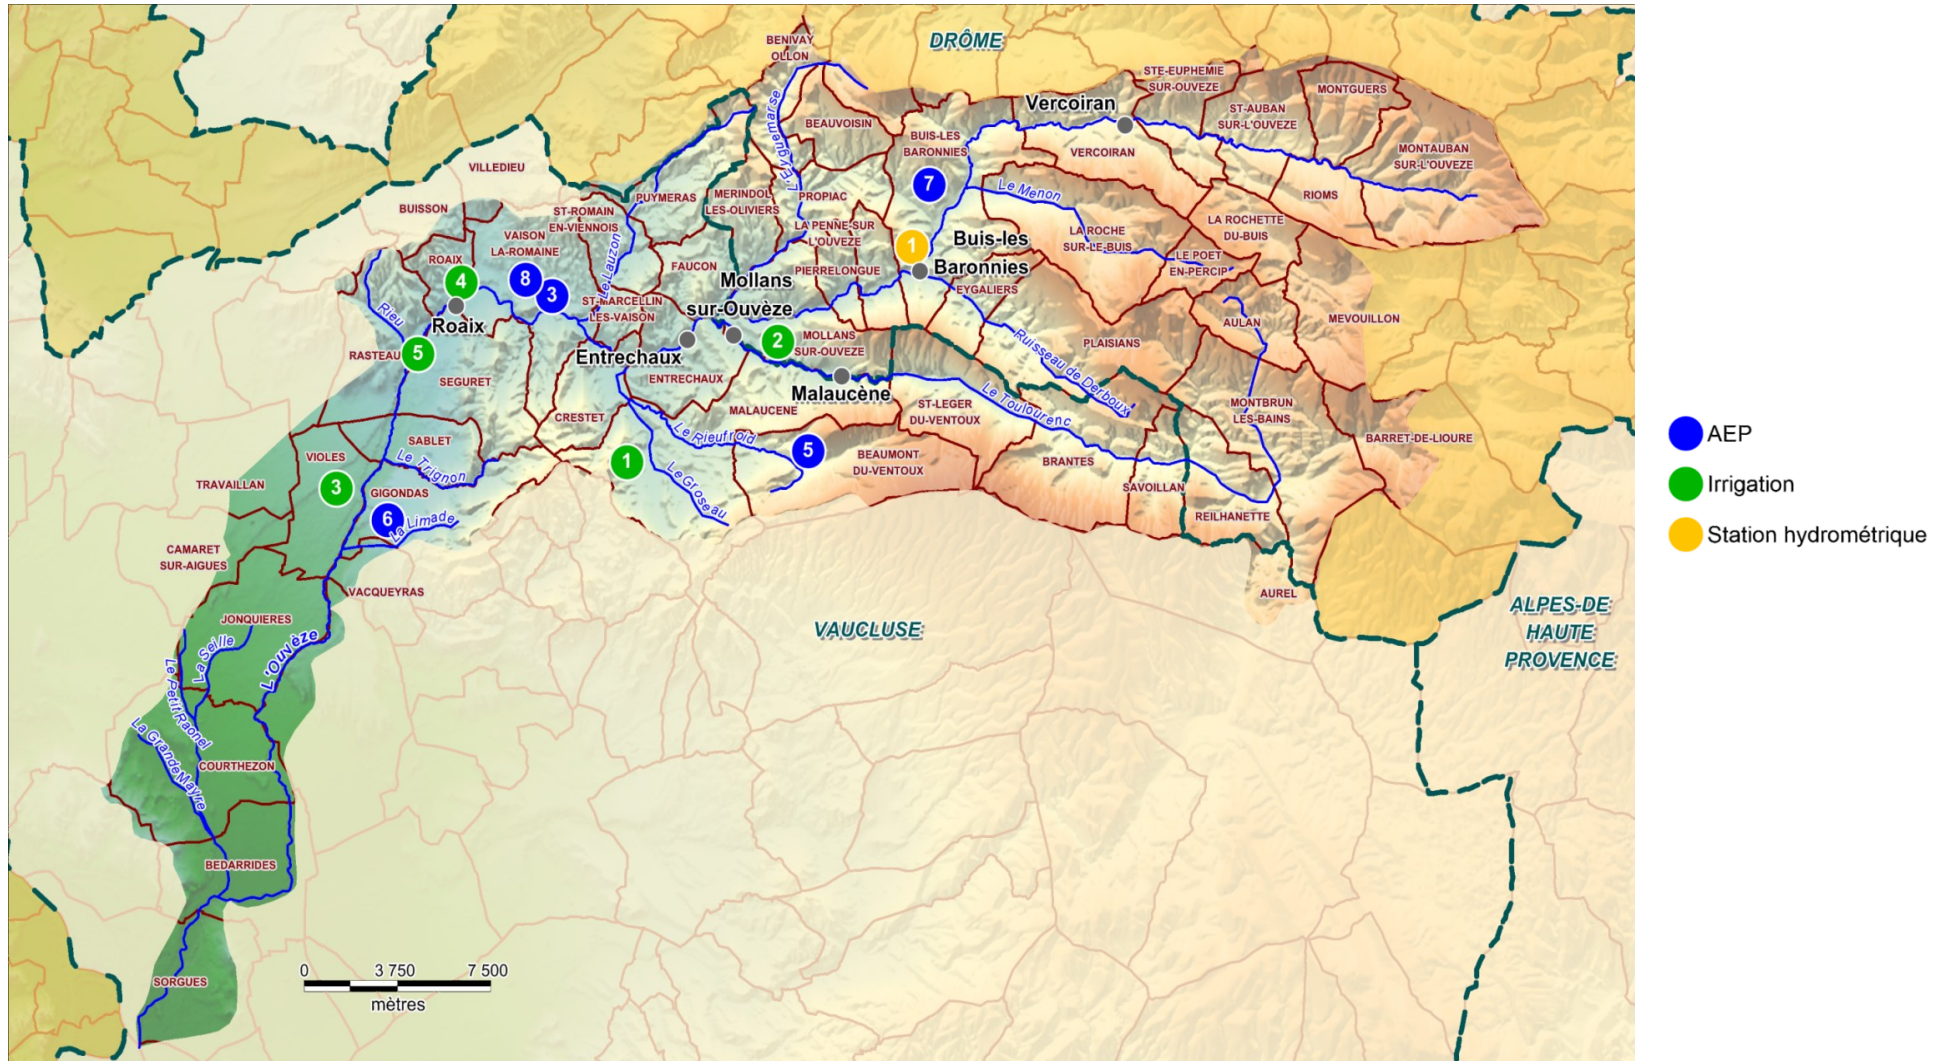 BENIVAY
OLLON
DRÔME
STE-EUPHEMIE
SUR-OUVEZE
MONTGUERS
Vercoiran
ST-AUBAN
SUR-L'OUVEZE
L'Eyguemarse
BEAUVOISIN
BUIS-LES
BARONNIES
VERCOIRAN
MONTAUBAN
SUR-L'OUVEZE
VILLEDIEU
7
Le Menon
RIOMS
PUYMERAS
MERINDOL
LES-OLIVIERS
PROPIAC
BUISSON
ST-ROMAIN
EN-VIENNOIS
LA ROCHETTE
DU-BUIS
VAISON
LA-ROMAINE
LA PENNE-SUR
L'OUVEZE
1
Buis-les
Baronnies
LA ROCHE
SUR-LE-BUIS
LE POET
EN-PERCIP
ROAIX
4
8
3
Le Lauzon
FAUCON
PIERRELONGUE
EYGALIERS
Mollans
sur-Ouvèze
ST-MARCELLIN
LES-VAISON
Rieu
Roaix
AULAN
MEVOUILLON
RASTEAU
5
Entrechaux
2
MOLLANS
SUR-OUVEZE
PLAISIANS
Ruisseau de Derboux
SEGURET
ENTRECHAUX
Malaucène
Le Toulourenc
MALAUCENE
ST-LEGER
DU-VENTOUX
MONTBRUN
LES-BAINS
CRESTET
Le Rieufroid
SABLET
BARRET-DE-LIOURE
AEP
VIOLES
Le Trignon
1
Le Groseau
5
BEAUMONT
DU-VENTOUX
BRANTES
TRAVAILLAN
3
GIGONDAS
SAVOILLAN
Irrigation
6
La Limade
REILHANETTE
Station hydrométrique
CAMARET
SUR-AIGUES
VACQUEYRAS
AUREL
JONQUIERES
VAUCLUSE
ALPES-DE
HAUTE
PROVENCE
La Seille
L'Ouvèze
Le Petit Raonel
La Grande Mayre
COURTHEZON
BEDARRIDES
SORGUES
0 3 750 7 500
mètres